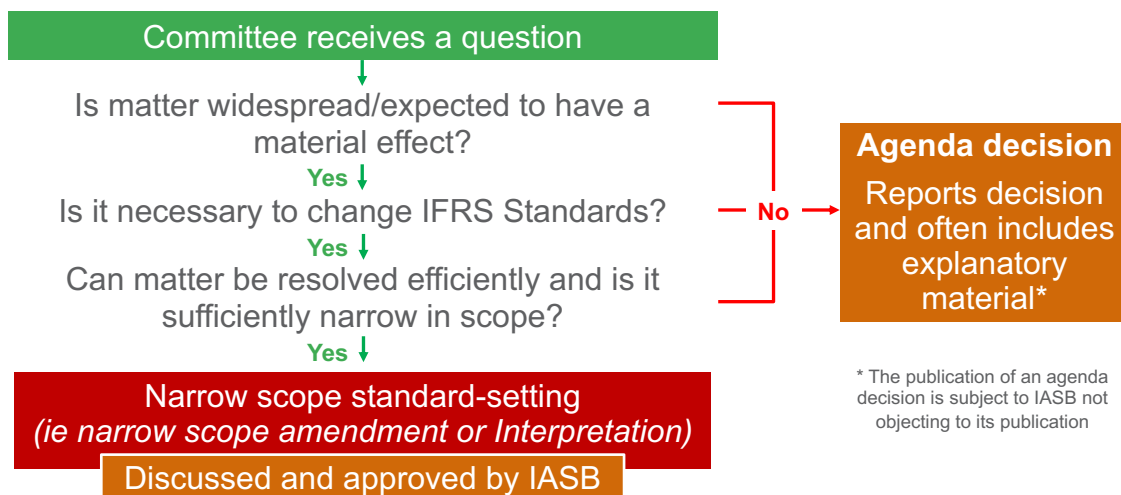 Committee receives a question
Is matter widespread/expected to have a
material effect?
Yes
Is it necessary to change IFRS Standards?
Yes
Can matter be resolved efficiently and is it
sufficiently narrow in scope?
Yes
Narrow scope standard-setting
(ie narrow scope amendment or Interpretation)
Discussed and approved by IASB
No
Agenda decision
Reports decision
and often includes
explanatory
material*
* The publication of an agenda
decision is subject to IASB not
objecting to its publication